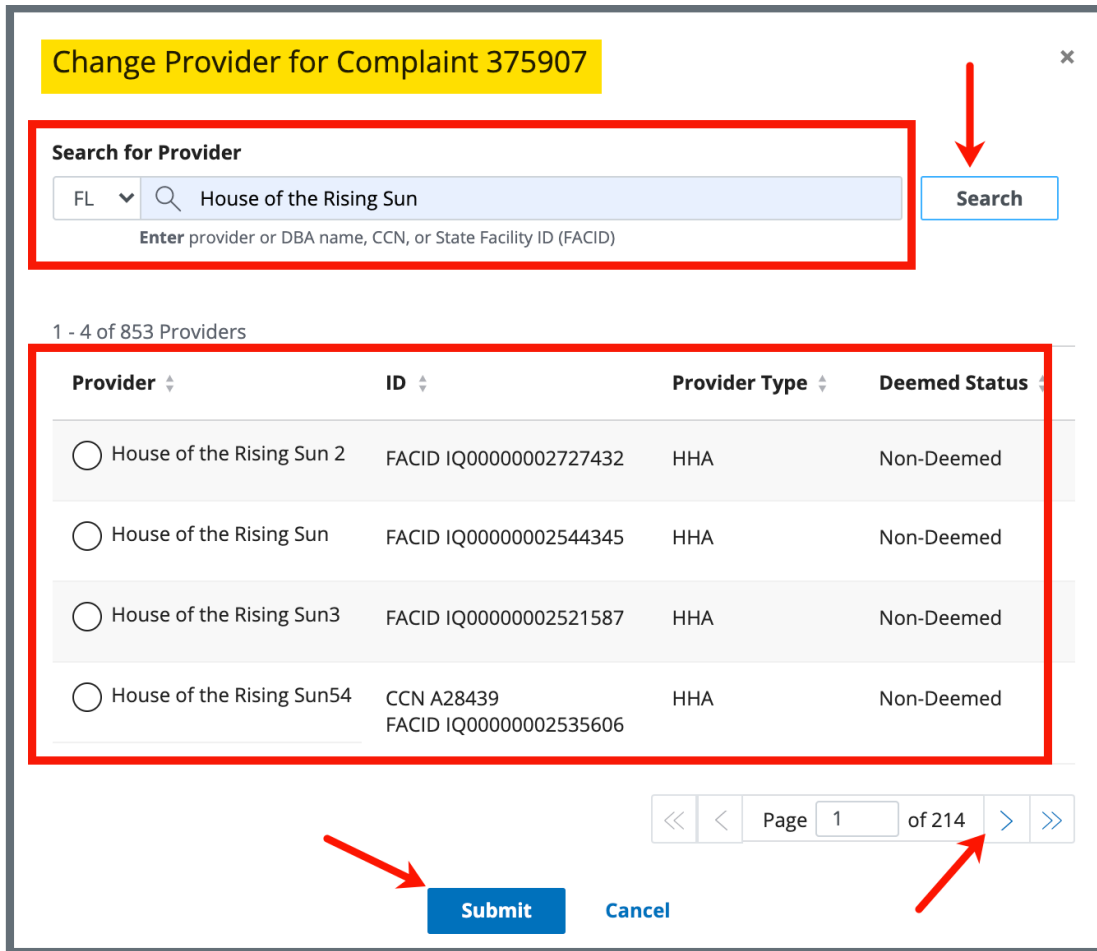 Change Provider for Complaint 375907
×
Search for Provider
FL House of the Rising Sun Search
Enter provider or DBA name, CCN, or State Facility ID (FACID)
1 - 4 of 853 Providers
Provider ID Provider Type Deemed Status
House of the Rising Sun 2 FACID IQ00000002727432 HHA Non-Deemed
House of the Rising Sun FACID IQ00000002544345 HHA Non-Deemed
House of the Rising Sun3 FACID IQ00000002521587 HHA Non-Deemed
House of the Rising Sun54 CCN A28439 HHA Non-Deemed
FACID IQ00000002535606
Page 1 of 214
Submit Cancel